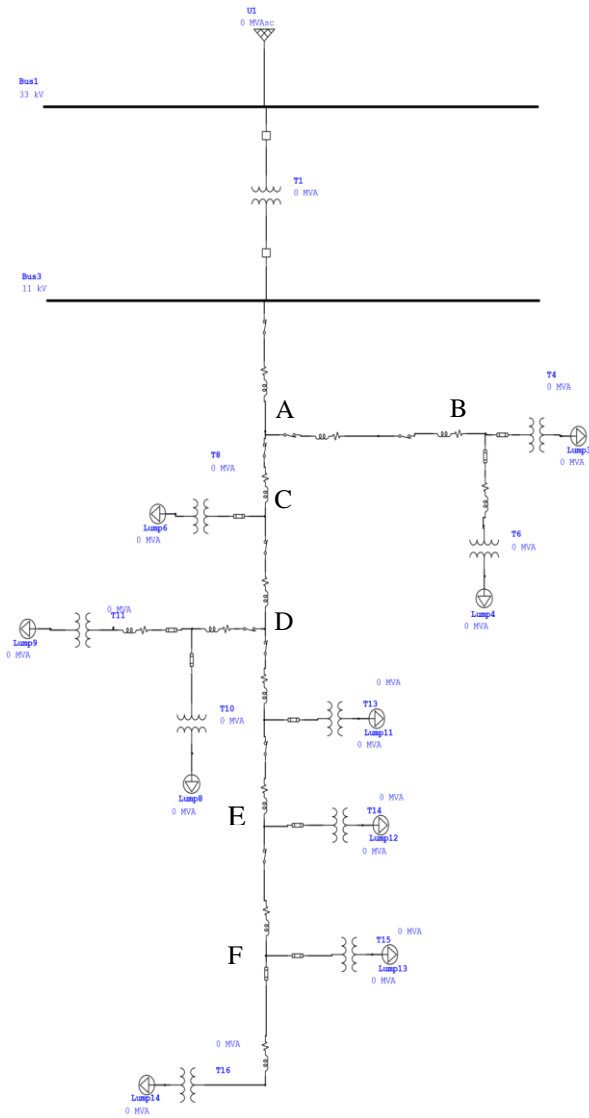 U1
0 MVAsc
Bus1
33 kV
T1
0 MVA
Bus3
11 kV
A
B
T4
0 MVA
Lump3
0 MVA
T8
0 MVA
C
Lump6
0 MVA
T6
0 MVA
Lump4
0 MVA
0 MVA
T11
D
Lump9
0 MVA
T10
0 MVA
Lump8
0 MVA
0 MVA
T13
Lump11
0 MVA
E
0 MVA
T14
Lump12
0 MVA
F
0 MVA
T15
Lump13
0 MVA
0 MVA
T16
Lump14
0 MVA